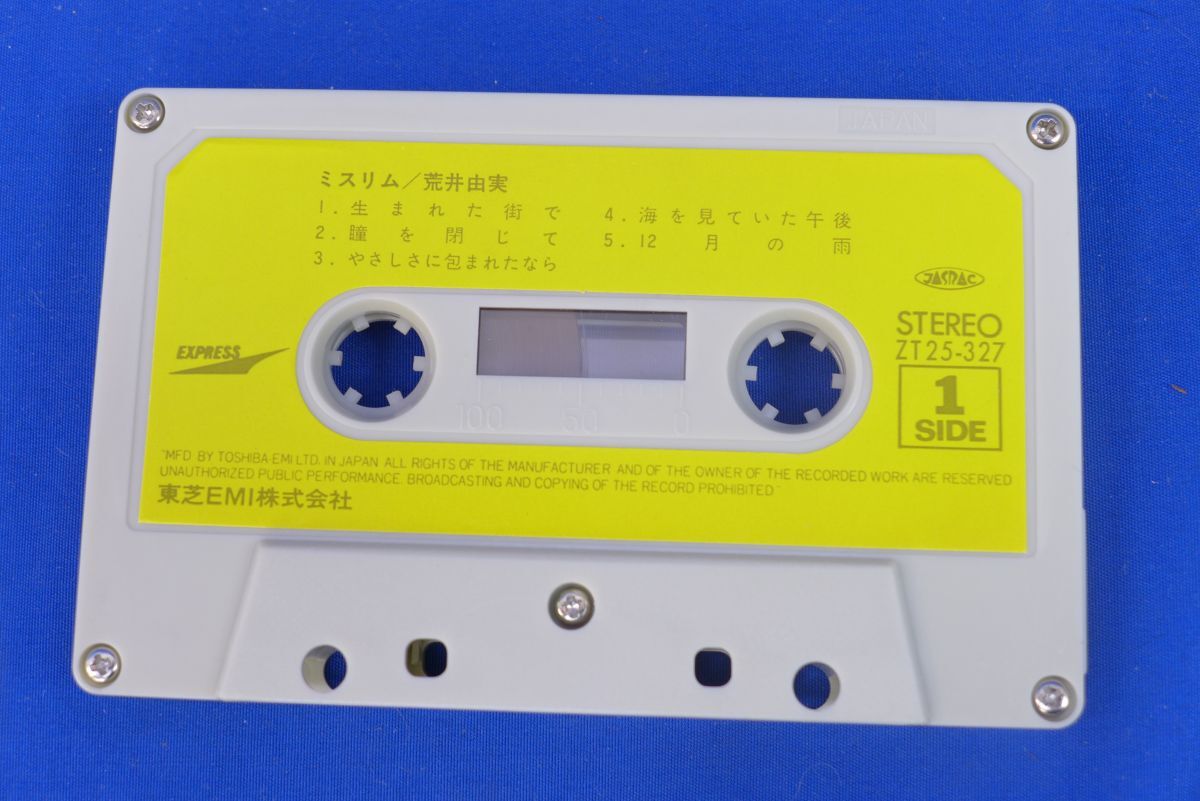 JAPAN
ミスリム/荒井由実
1. 生まれた街で
2. 瞳を閉じて
3. やさしさに包まれたなら
4. 海を見ていた午後
5. 12月の雨
JASRAC
STEREO
ZT25-327
1
SIDE
EXPRESS
100 50 0
"MFD BY TOSHIBA-EMI LTD. IN JAPAN ALL RIGHTS OF THE MANUFACTURER AND OF THE OWNER OF THE RECORDED WORK ARE RESERVED
UNAUTHORIZED PUBLIC PERFORMANCE. BROADCASTING AND COPYING OF THE RECORD PROHIBITED"
東芝EMI株式会社